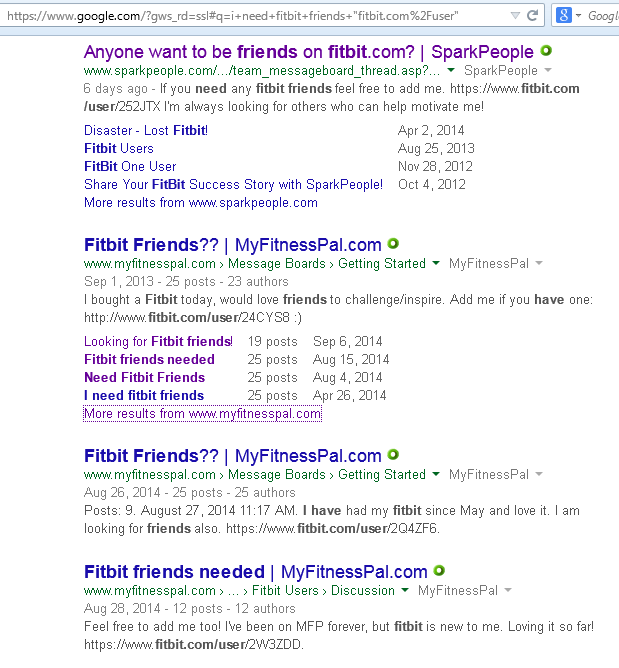 https://www.google.com/?gws_rd=ssl#q=i+need+fitbit+friends+"fitbit.com%2Fuser"
Google
Anyone want to be friends on fitbit.com? | SparkPeople
www.sparkpeople.com/.../team_messageboard_thread.asp?... SparkPeople
6 days ago - If you need any fitbit friends feel free to add me. https://www.fitbit.com
/user/252JTX I'm always looking for others who can help motivate me!
Disaster - Lost Fitbit! Apr 2, 2014
Fitbit Users Aug 25, 2013
FitBit One User Nov 28, 2012
Share Your FitBit Success Story with SparkPeople! Oct 4, 2012
More results from www.sparkpeople.com
Fitbit Friends?? | MyFitnessPal.com
www.myfitnesspal.com › Message Boards › Getting Started MyFitnessPal
Sep 1, 2013 - 25 posts - 23 authors
I bought a Fitbit today, would love friends to challenge/inspire. Add me if you have one:
http://www.fitbit.com/user/24CYS8 :)
Looking for Fitbit friends! 19 posts Sep 6, 2014
Fitbit friends needed 25 posts Aug 15, 2014
Need Fitbit Friends 25 posts Aug 4, 2014
I need fitbit friends 25 posts Apr 26, 2014
More results from www.myfitnesspal.com
Fitbit Friends?? | MyFitnessPal.com
www.myfitnesspal.com › Message Boards › Getting Started MyFitnessPal
Aug 26, 2014 - 25 posts - 25 authors
Posts: 9. August 27, 2014 11:17 AM. I have had my fitbit since May and love it. I am
looking for friends also. https://www.fitbit.com/user/2Q4ZF6.
Fitbit friends needed | MyFitnessPal.com
www.myfitnesspal.com › ... › Fitbit Users › Discussion MyFitnessPal
Aug 28, 2014 - 12 posts - 12 authors
Feel free to add me too! I've been on MFP forever, but fitbit is new to me. Loving it so far!
https://www.fitbit.com/user/2W3ZDD.